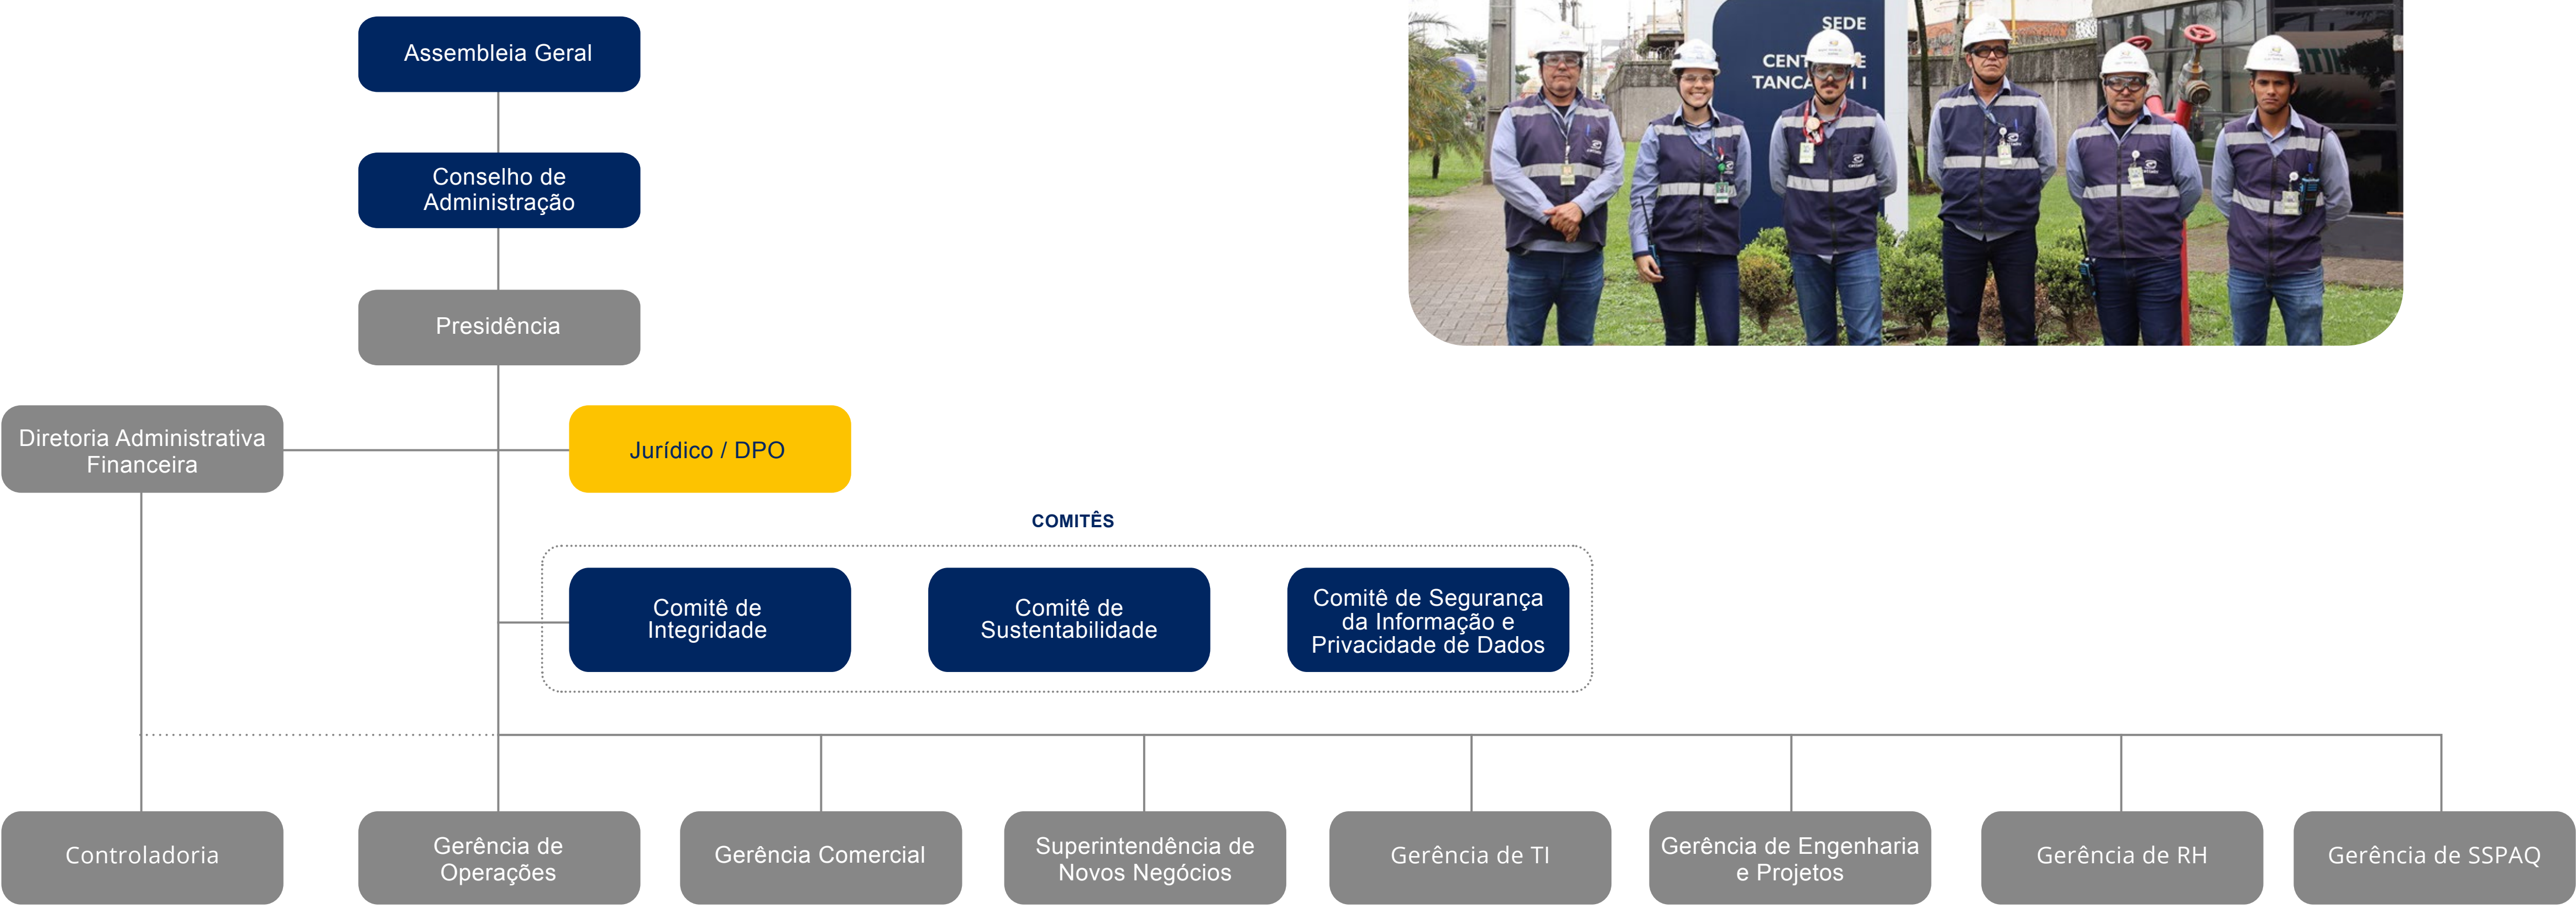 Assembleia Geral
Conselho de
Administração
Presidência
SEDE
Diretoria Administrativa
Financeira
Jurídico / DPO
COMITÊS
Comitê de
Integridade
Comitê de
Sustentabilidade
Comitê de Segurança
da Informação e
Privacidade de Dados
Controladoria
Gerência de
Operações
Gerência Comercial
Superintendência de
Novos Negócios
Gerência de TI
Gerência de Engenharia
e Projetos
Gerência de RH
Gerência de SSPAQ